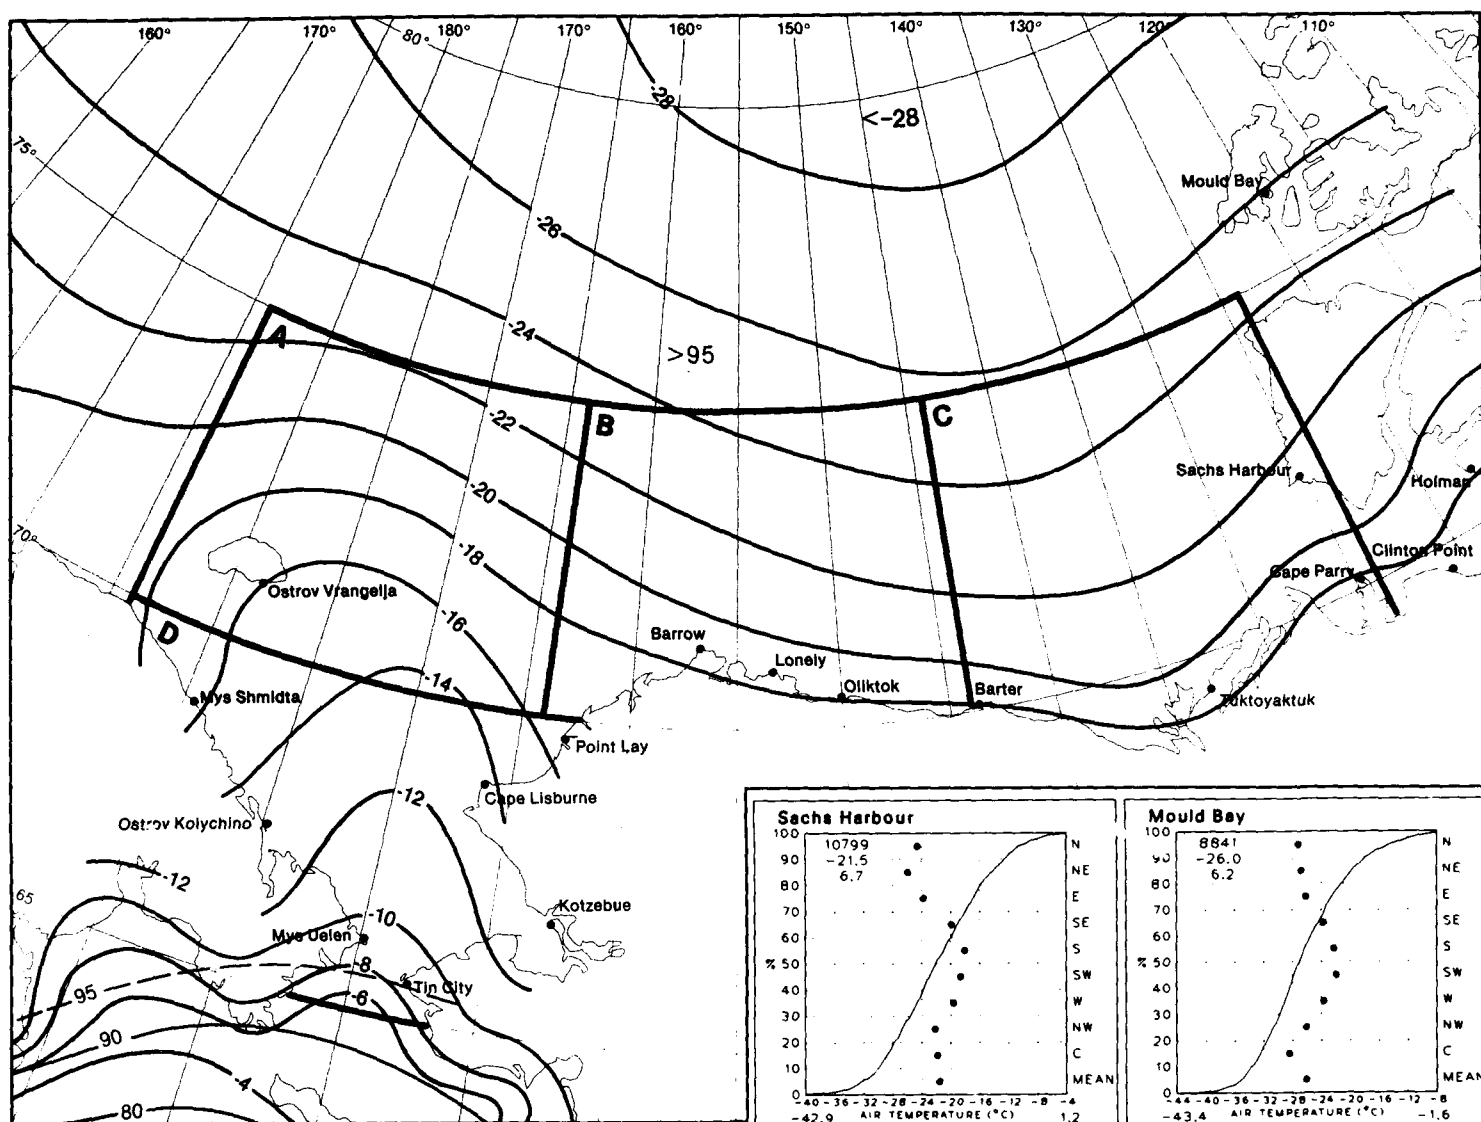 160° 170° 80° 180° 170° 160° 150° 140° 130° 120° 110°
-28
<-28
75°
Mould Bay
-26
-24
A
>95
-22
B
C
Sachs Harbour
Holman
-20
70°
-18
Clinton Point
Cape Parry
Ostrov Vrangelja
-16
D
Barrow
Lonely
-14
Oliktok
Barter
Mys Shmidta
Tuktoyaktuk
Point Lay
-12
Cape Lisburne
Ostrov Kolychino
-12
65
Kotzebue
-10
Mys Uelen
-8
Tin City
95
-6
90
-4
80
Sachs Harbour
10799
-21.5
6.7
100
90
80
70
60
% 50
40
30
20
10
0
N
NE
E
SE
S
SW
W
NW
C
MEAN
-40 -36 -32 -28 -24 -20 -16 -12 -8 -4
-42.9 AIR TEMPERATURE (°C) 1.2
Mould Bay
8841
-26.0
6.2
100
90
80
70
60
% 50
40
30
20
10
0
N
NE
E
SE
S
SW
W
NW
C
MEAN
-44 -40 -36 -32 -28 -24 -20 -16 -12 -8
-43.4 AIR TEMPERATURE (°C) -1.6